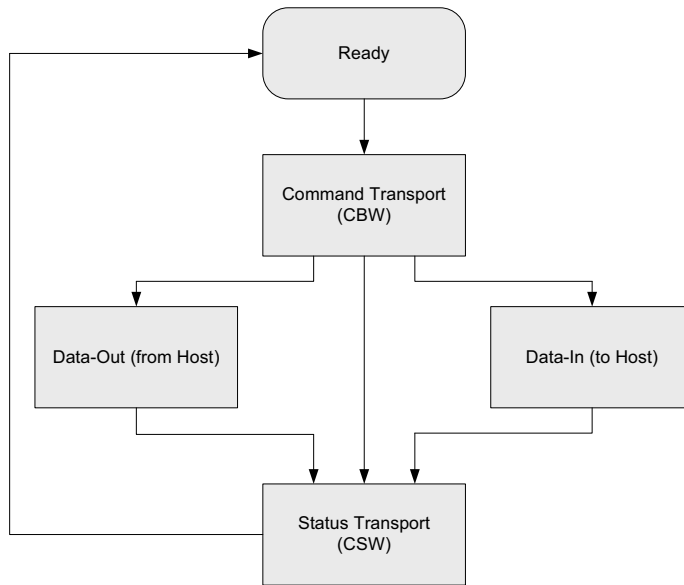 Ready
Command Transport
(CBW)
Data-Out (from Host)
Data-In (to Host)
Status Transport
(CSW)